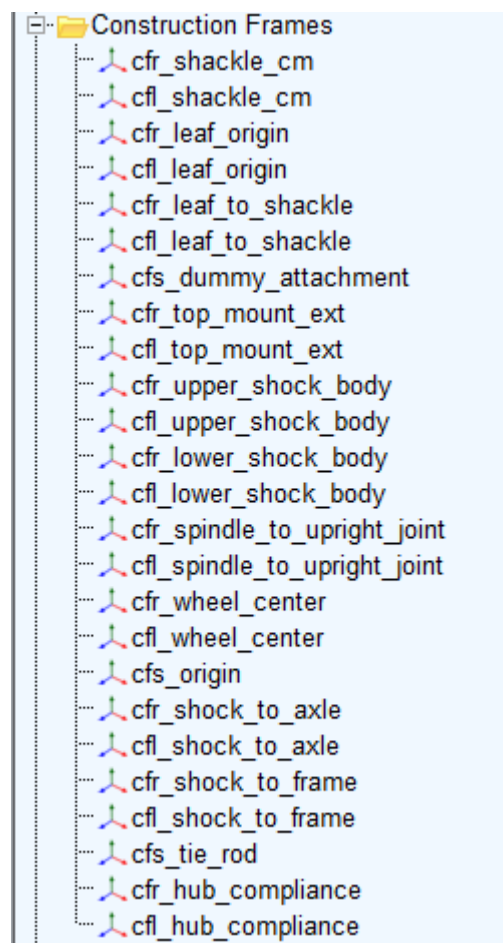 Construction Frames
cfr_shackle_cm
cfl_shackle_cm
cfr_leaf_origin
cfl_leaf_origin
cfr_leaf_to_shackle
cfl_leaf_to_shackle
cfs_dummy_attachment
cfr_top_mount_ext
cfl_top_mount_ext
cfr_upper_shock_body
cfl_upper_shock_body
cfr_lower_shock_body
cfl_lower_shock_body
cfr_spindle_to_upright_joint
cfl_spindle_to_upright_joint
cfr_wheel_center
cfl_wheel_center
cfs_origin
cfr_shock_to_axle
cfl_shock_to_axle
cfr_shock_to_frame
cfl_shock_to_frame
cfs_tie_rod
cfr_hub_compliance
cfl_hub_compliance